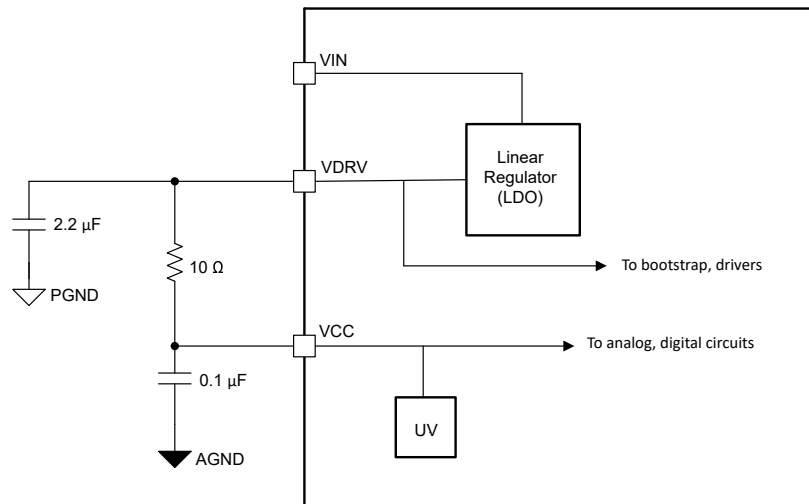 VIN
Linear
Regulator
(LDO)
VDRV
2.2 µF
10 Ω
To bootstrap, drivers
PGND
VCC
To analog, digital circuits
0.1 µF
UV
AGND